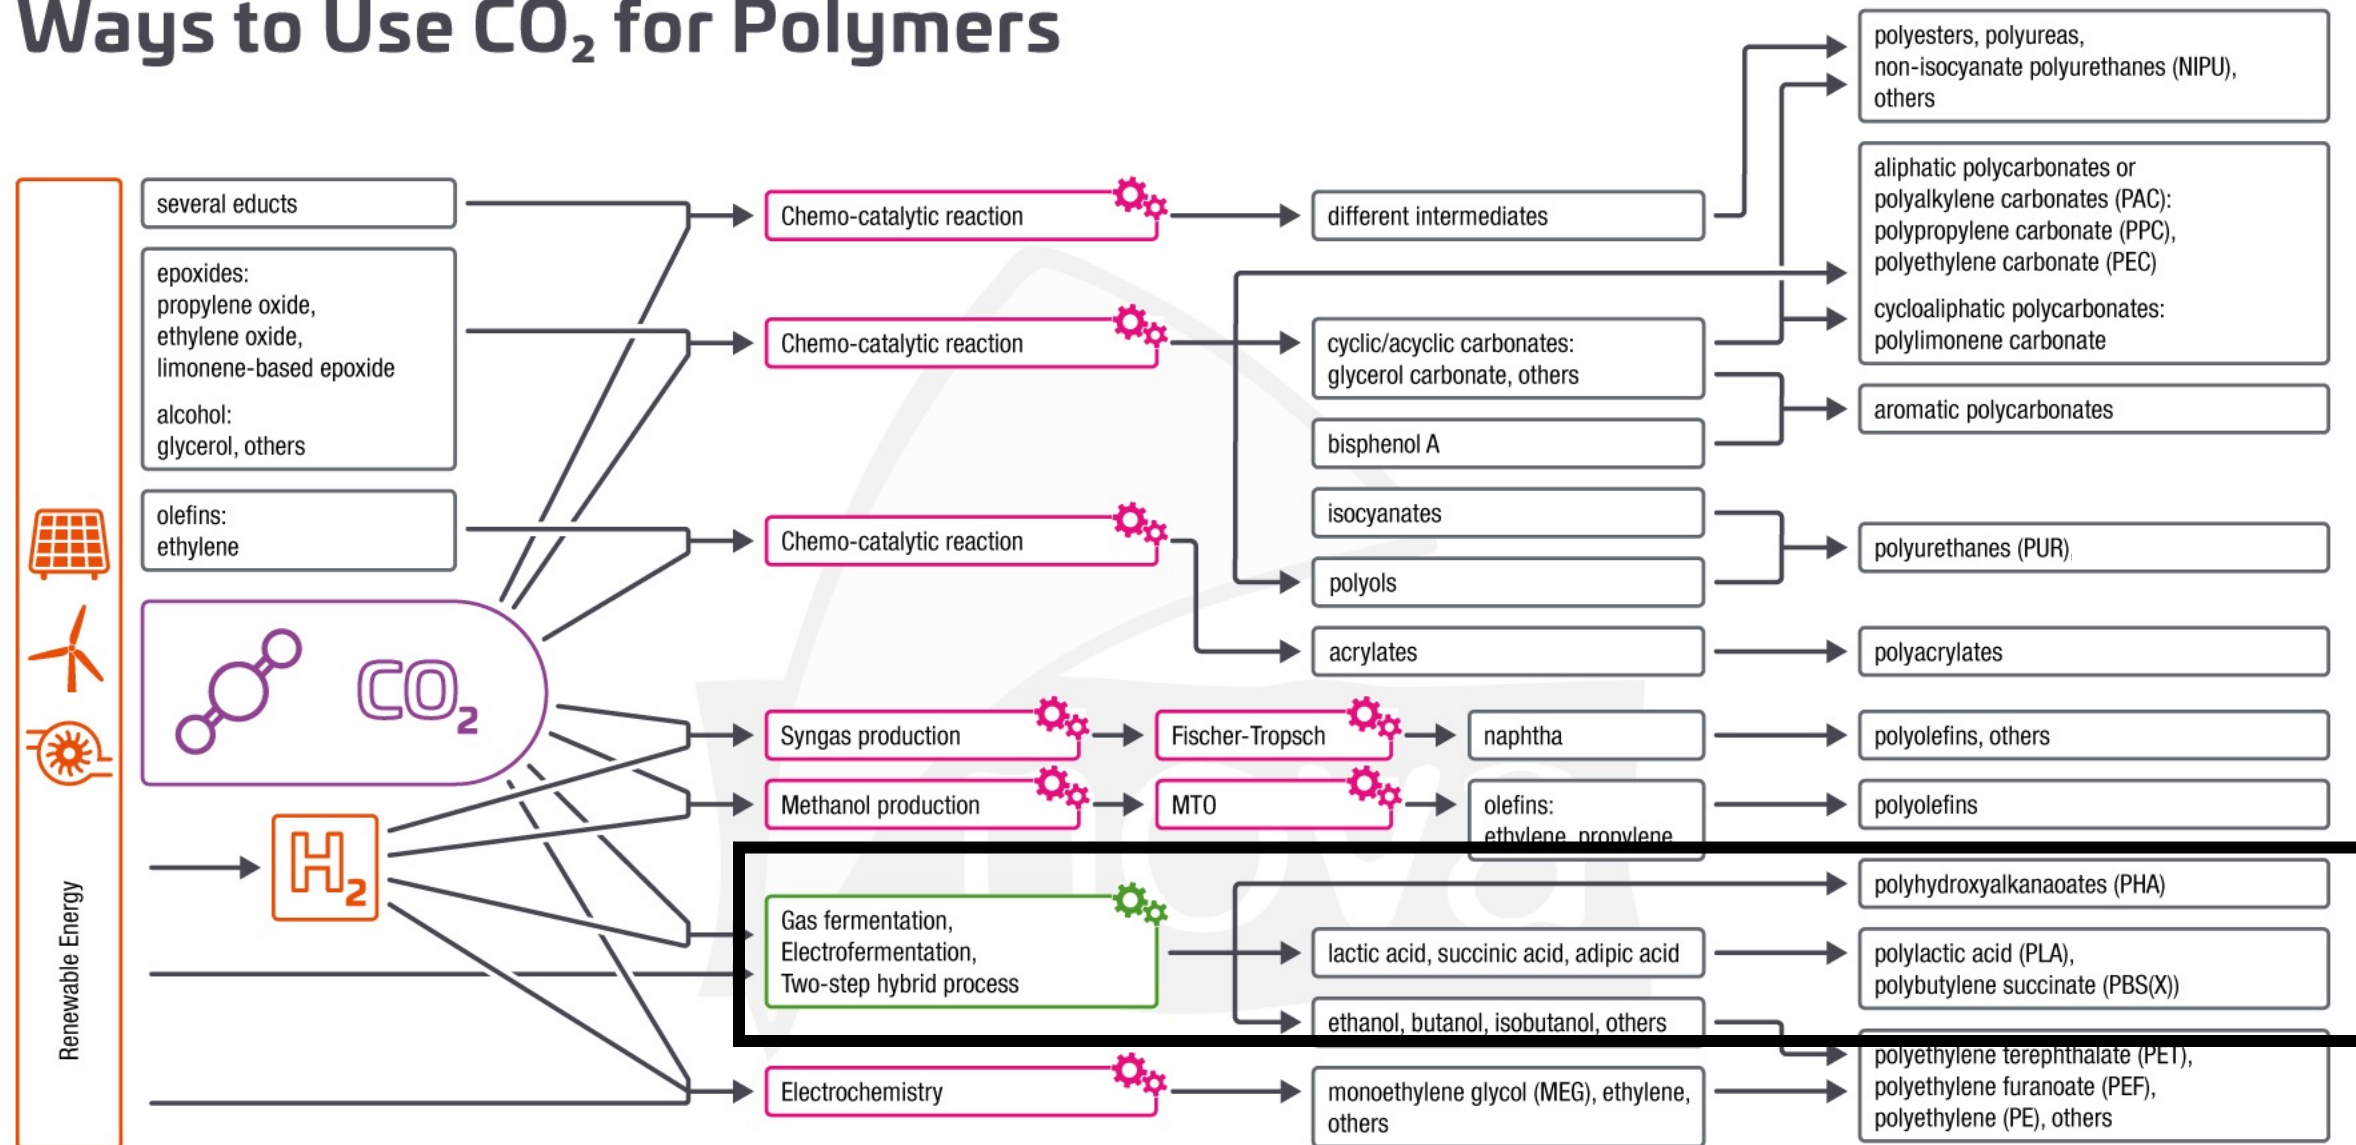 Ways to Use CO₂ for Polymers
Renewable Energy
several educts
epoxides:
propylene oxide,
ethylene oxide,
limonene-based epoxide
alcohol:
glycerol, others
olefins:
ethylene
CO₂
H₂
Chemo-catalytic reaction
Chemo-catalytic reaction
Chemo-catalytic reaction
Syngas production
Methanol production
Gas fermentation,
Electrofermentation,
Two-step hybrid process
Electrochemistry
Fischer-Tropsch
MTO
different intermediates
cyclic/acyclic carbonates:
glycerol carbonate, others
bisphenol A
isocyanates
polyols
acrylates
naphtha
olefins:
ethylene, propylene
lactic acid, succinic acid, adipic acid
ethanol, butanol, isobutanol, others
monoethylene glycol (MEG), ethylene,
others
polyesters, polyureas,
non-isocyanate polyurethanes (NIPU),
others
aliphatic polycarbonates or
polyalkylene carbonates (PAC):
polypropylene carbonate (PPC),
polyethylene carbonate (PEC)
cycloaliphatic polycarbonates:
polylimonene carbonate
aromatic polycarbonates
polyurethanes (PUR)
polyacrylates
polyolefins, others
polyolefins
polyhydroxyalkanaoates (PHA)
polylactic acid (PLA),
polybutylene succinate (PBS(X))
polyethylene terephthalate (PET),
polyethylene furanoate (PEF),
polyethylene (PE), others
nova